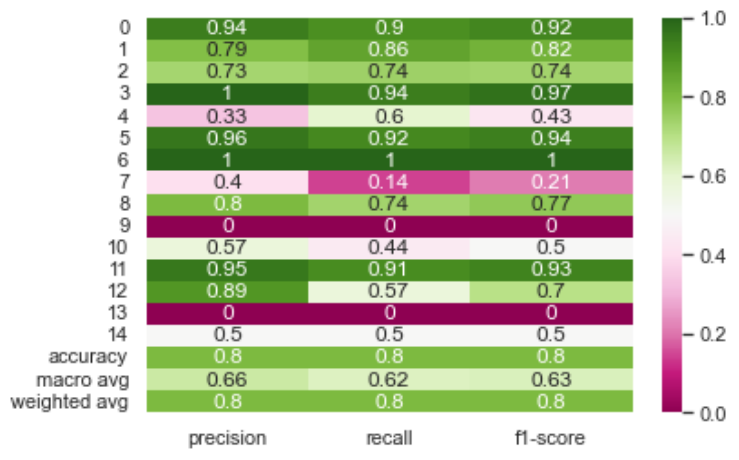 0 0.94 0.9 0.92
1 0.79 0.86 0.82
2 0.73 0.74 0.74
3 1 0.94 0.97
4 0.33 0.6 0.43
5 0.96 0.92 0.94
6 1 1 1
7 0.4 0.14 0.21
8 0.8 0.74 0.77
9 0 0 0
10 0.57 0.44 0.5
11 0.95 0.91 0.93
12 0.89 0.57 0.7
13 0 0 0
14 0.5 0.5 0.5
accuracy 0.8 0.8 0.8
macro avg 0.66 0.62 0.63
weighted avg 0.8 0.8 0.8
precision recall f1-score
1.0
0.8
0.6
0.4
0.2
0.0